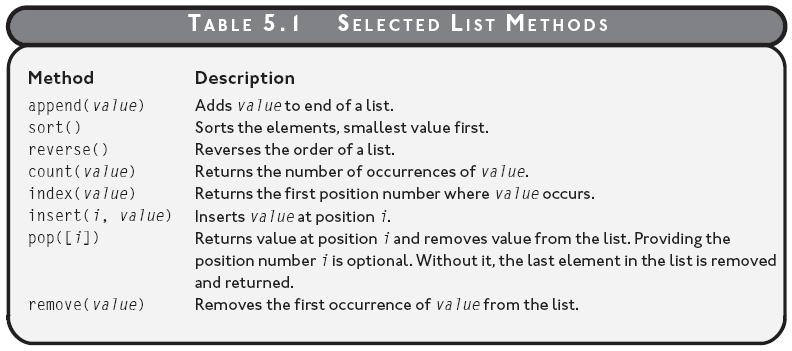 TABLE 5.1 SELECTED LIST METHODS
Method Description
append(value) Adds value to end of a list.
sort() Sorts the elements, smallest value first.
reverse() Reverses the order of a list.
count(value) Returns the number of occurrences of value.
index(value) Returns the first position number where value occurs.
insert(i, value) Inserts value at position i.
pop([i]) Returns value at position i and removes value from the list. Providing the
position number i is optional. Without it, the last element in the list is removed
and returned.
remove(value) Removes the first occurrence of value from the list.